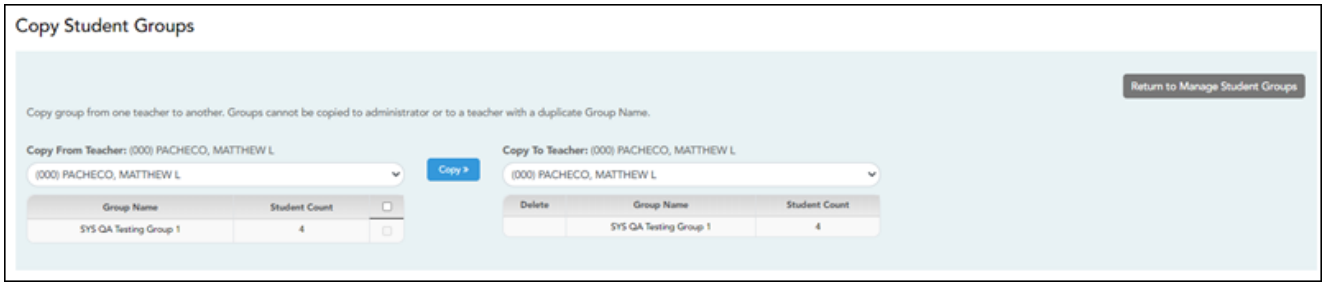 Copy Student Groups
Return to Manage Student Groups
Copy group from one teacher to another. Groups cannot be copied to administrator or to a teacher with a duplicate Group Name.
Copy From Teacher: (000) PACHECO, MATTHEW L
(000) PACHECO, MATTHEW L
Copy »
Copy To Teacher: (000) PACHECO, MATTHEW L
(000) PACHECO, MATTHEW L
Group Name Student Count
SYS QA Testing Group 1 4
Delete Group Name Student Count
SYS QA Testing Group 1 4